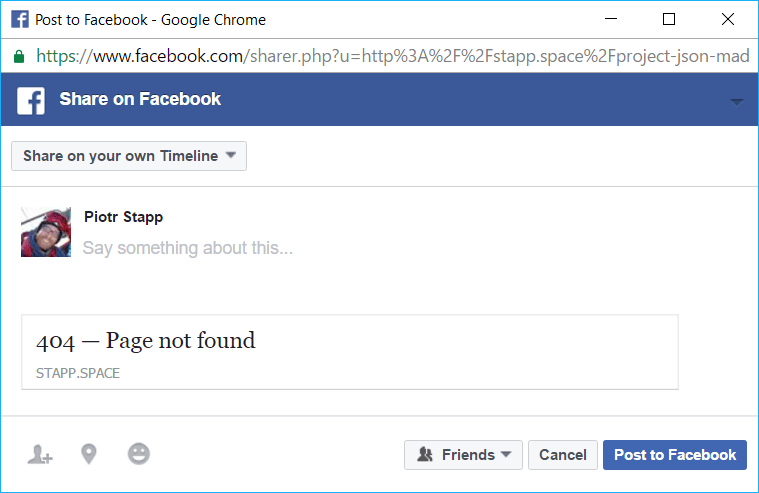 Post to Facebook - Google Chrome
https://www.facebook.com/sharer.php?u=http%3A%2F%2Fstapp.space%2Fproject-json-mad
Share on Facebook
Share on your own Timeline
Piotr Stapp
Say something about this...
404 — Page not found
STAPP.SPACE
Friends Cancel Post to Facebook